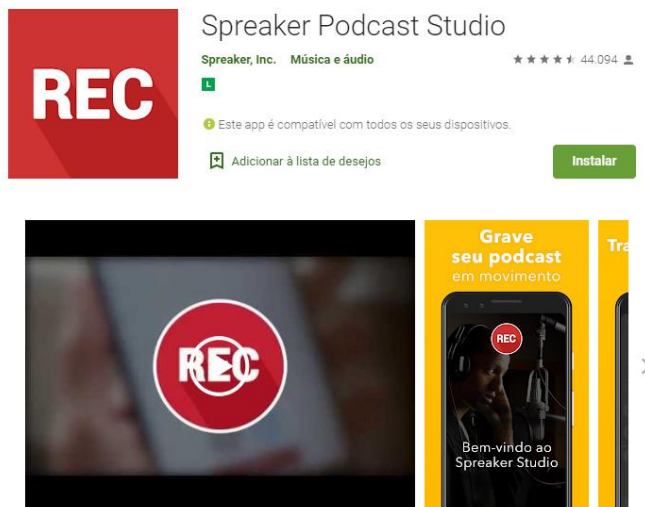 REC
Spreaker Podcast Studio
Spreaker, Inc. Música e áudio
44.094
L
Este app é compatível com todos os seus dispositivos.
Adicionar à lista de desejos
Instalar
REC
Grave
seu podcast
em movimento
REC
Bem-vindo ao
Spreaker Studio